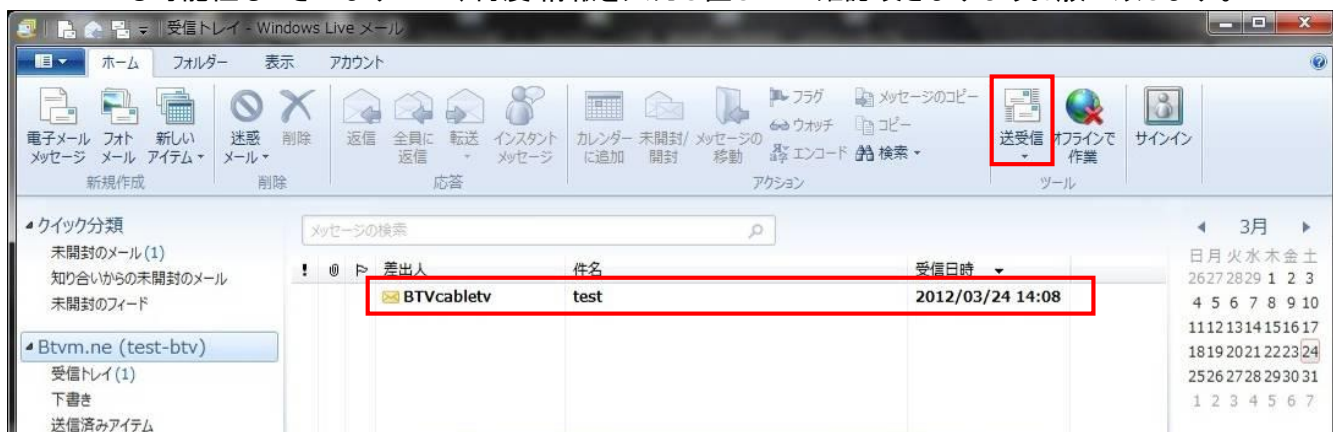 受信トレイ - Windows Live メール
ホーム フォルダー 表示 アカウント
電子メール メッセージ
フォト メール
新しい アイテム
迷惑 メール
削除
返信
全員に 返信
転送
インスタント メッセージ
カレンダー に追加
未開封/ 開封
メッセージの 移動
フラグ
ウォッチ
エンコード
メッセージのコピー
コピー
検索
送受信
オフラインで 作業
サインイン
新規作成 削除 応答 アクション ツール
クイック分類
未開封のメール (1)
知り合いからの未開封のメール
未開封のフィード
Btvm.ne (test-btv)
受信トレイ (1)
下書き
送信済みアイテム
メッセージの検索
! 差出人 件名 受信日時
BTVcabletv test 2012/03/24 14:08
3月
日 月 火 水 木 金 土
26 27 28 29 1 2 3
4 5 6 7 8 9 10
11 12 13 14 15 16 17
18 19 20 21 22 23 24
25 26 27 28 29 30 31
1 2 3 4 5 6 7